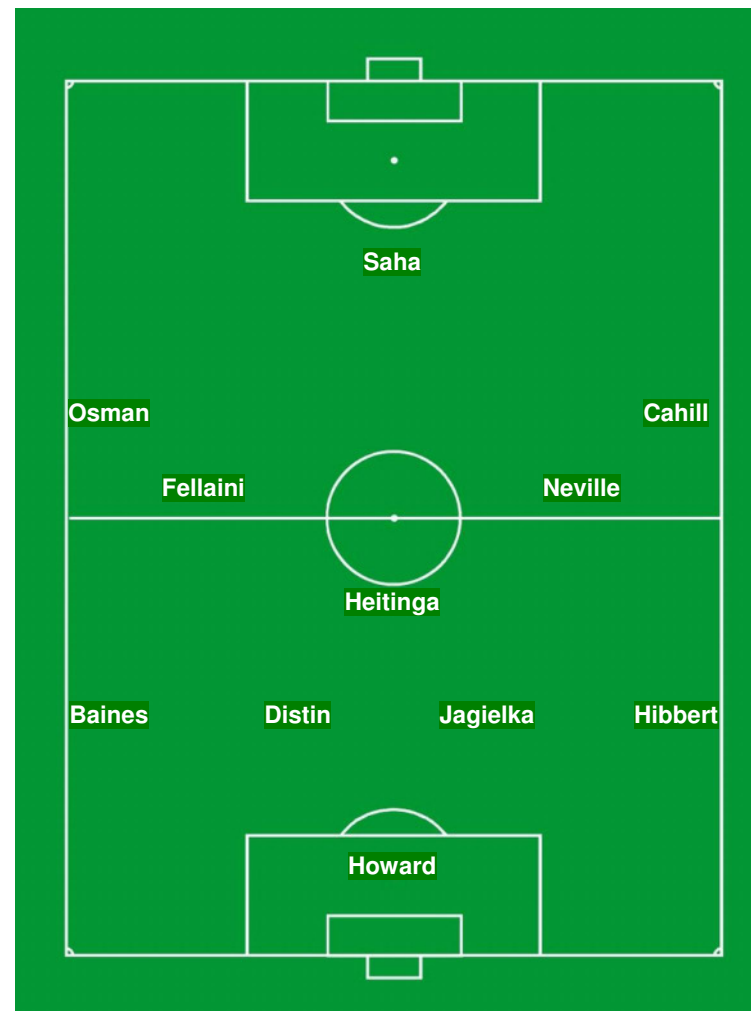 Saha
Osman Cahill
Fellaini Neville
Heitinga
Baines Distin Jagielka Hibbert
Howard